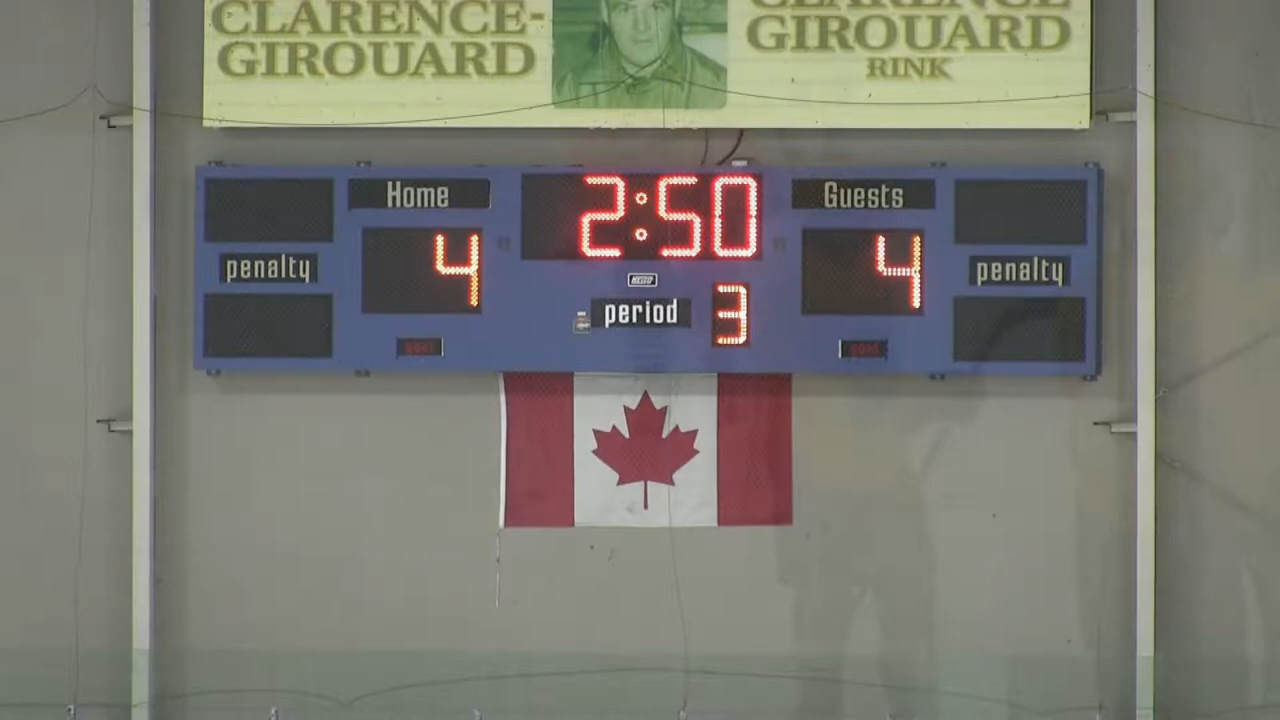 CLARENCE-
GIROUARD
CLARENCE
GIROUARD
RINK
Home
2:50
Guests
4
4
penalty
penalty
period
3